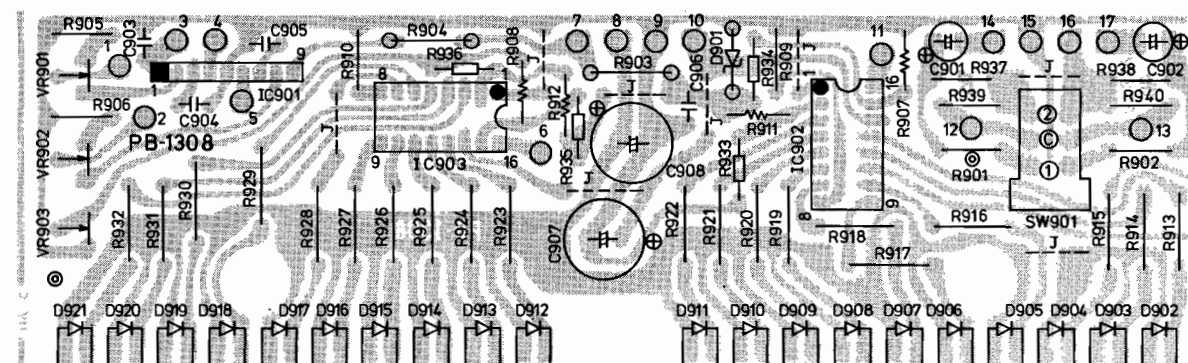 R905 1 C903 3 4 C905 R910 R904 R908 7 8 9 10 D901 R934 R909 J 11 14 15 16 17
C901 R937 J R938 C902
VR901 1 9 IC901 8 R936 1 J R903 C906 1 16
R906 2 C904 5 R912 J R907 R939 2 R940
VR902 PB-1308 J 6 J R911 IC902 12 C 13
9 IC903 16 R935 R933 R901 1 R902
R930 R929 J C908
VR903 R932 R931 R928 R927 R926 R925 R924 R923 C907 R922 R921 R920 R919 8 9 R918 R916 SW901 R915 R914 R913
R917 J
D921 D920 D919 D918 D917 D916 D915 D914 D913 D912 D911 D910 D909 D908 D907 D906 D905 D904 D903 D902